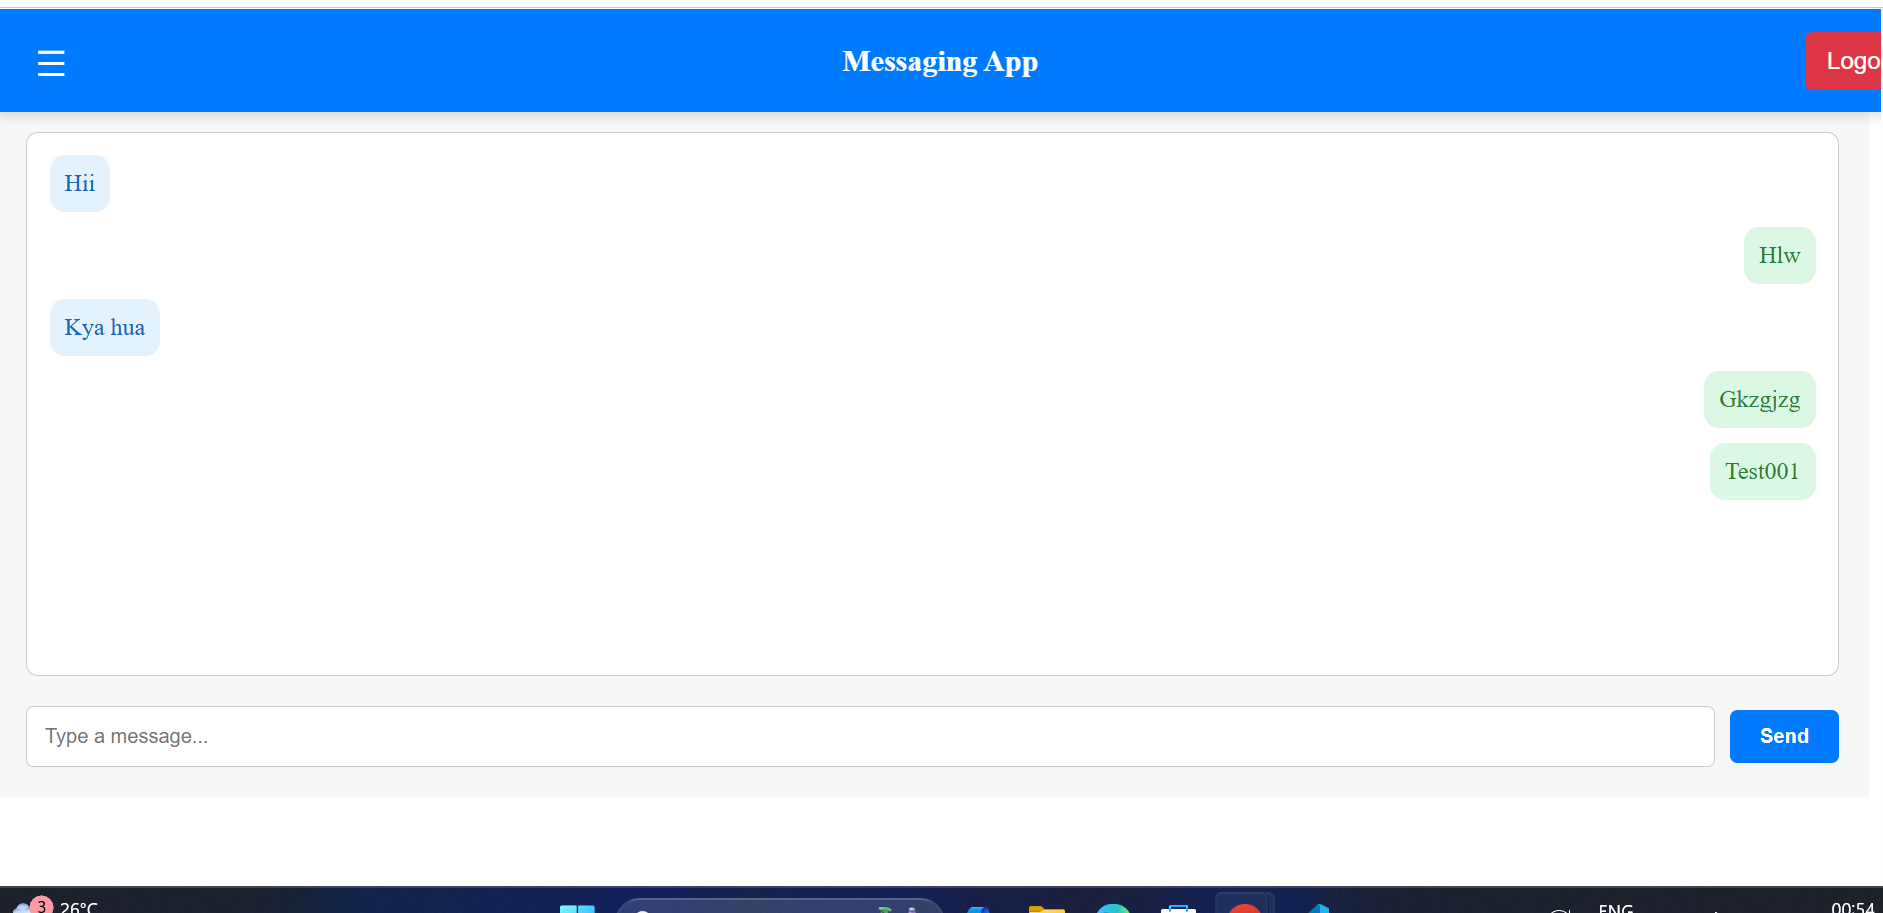 ☰ Messaging App Logo
Hii
Hlw
Kya hua
Gkzgjzg
Test001
Type a message... Send
3 26°C ENG 00:54